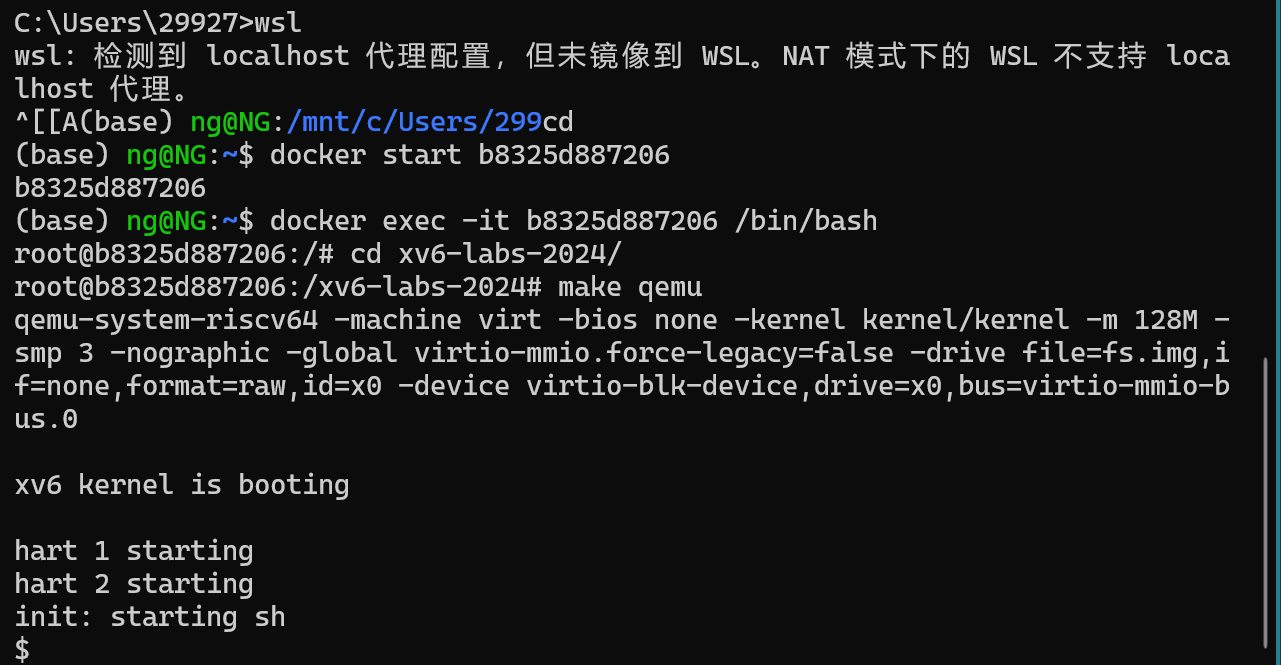 C:\Users\29927>wsl
wsl: 检测到 localhost 代理配置，但未镜像到 WSL。NAT 模式下的 WSL 不支持 loca
lhost 代理。
^[[A(base) ng@NG:/mnt/c/Users/299cd
(base) ng@NG:~$ docker start b8325d887206
b8325d887206
(base) ng@NG:~$ docker exec -it b8325d887206 /bin/bash
root@b8325d887206:/# cd xv6-labs-2024/
root@b8325d887206:/xv6-labs-2024# make qemu
qemu-system-riscv64 -machine virt -bios none -kernel kernel/kernel -m 128M -
smp 3 -nographic -global virtio-mmio.force-legacy=false -drive file=fs.img,i
f=none,format=raw,id=x0 -device virtio-blk-device,drive=x0,bus=virtio-mmio-b
us.0
xv6 kernel is booting
hart 1 starting
hart 2 starting
init: starting sh
$